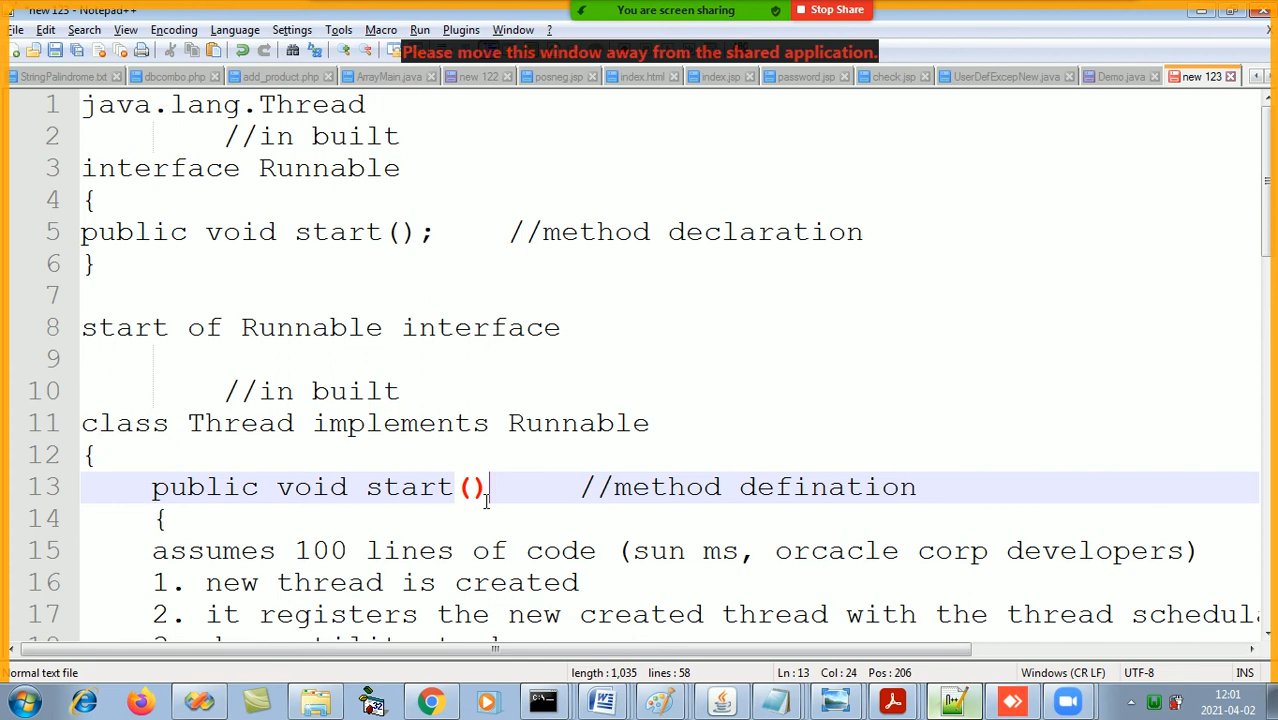 *new 123 - Notepad++
You are screen sharing
Stop Share
File Edit Search View Encoding Language Settings Tools Macro Run Plugins Window ?
Please move this window away from the shared application.
StringPalindrome.txt dbcombo.php add_product.php ArrayMain.java new 122 posneg.jsp index.html index.jsp password.jsp check.jsp UserDefExcepNew.java Demo.java new 123
1 java.lang.Thread
2 //in built
3 interface Runnable
4 {
5 public void start(); //method declaration
6 }
7
8 start of Runnable interface
9
10 //in built
11 class Thread implements Runnable
12 {
13 public void start() //method defination
14 {
15 assumes 100 lines of code (sun ms, orcacle corp developers)
16 1. new thread is created
17 2. it registers the new created thread with the thread schedul
Normal text file length : 1,035 lines : 58 Ln : 13 Col : 24 Pos : 206 Windows (CR LF) UTF-8 INS
12:01
2021-04-02